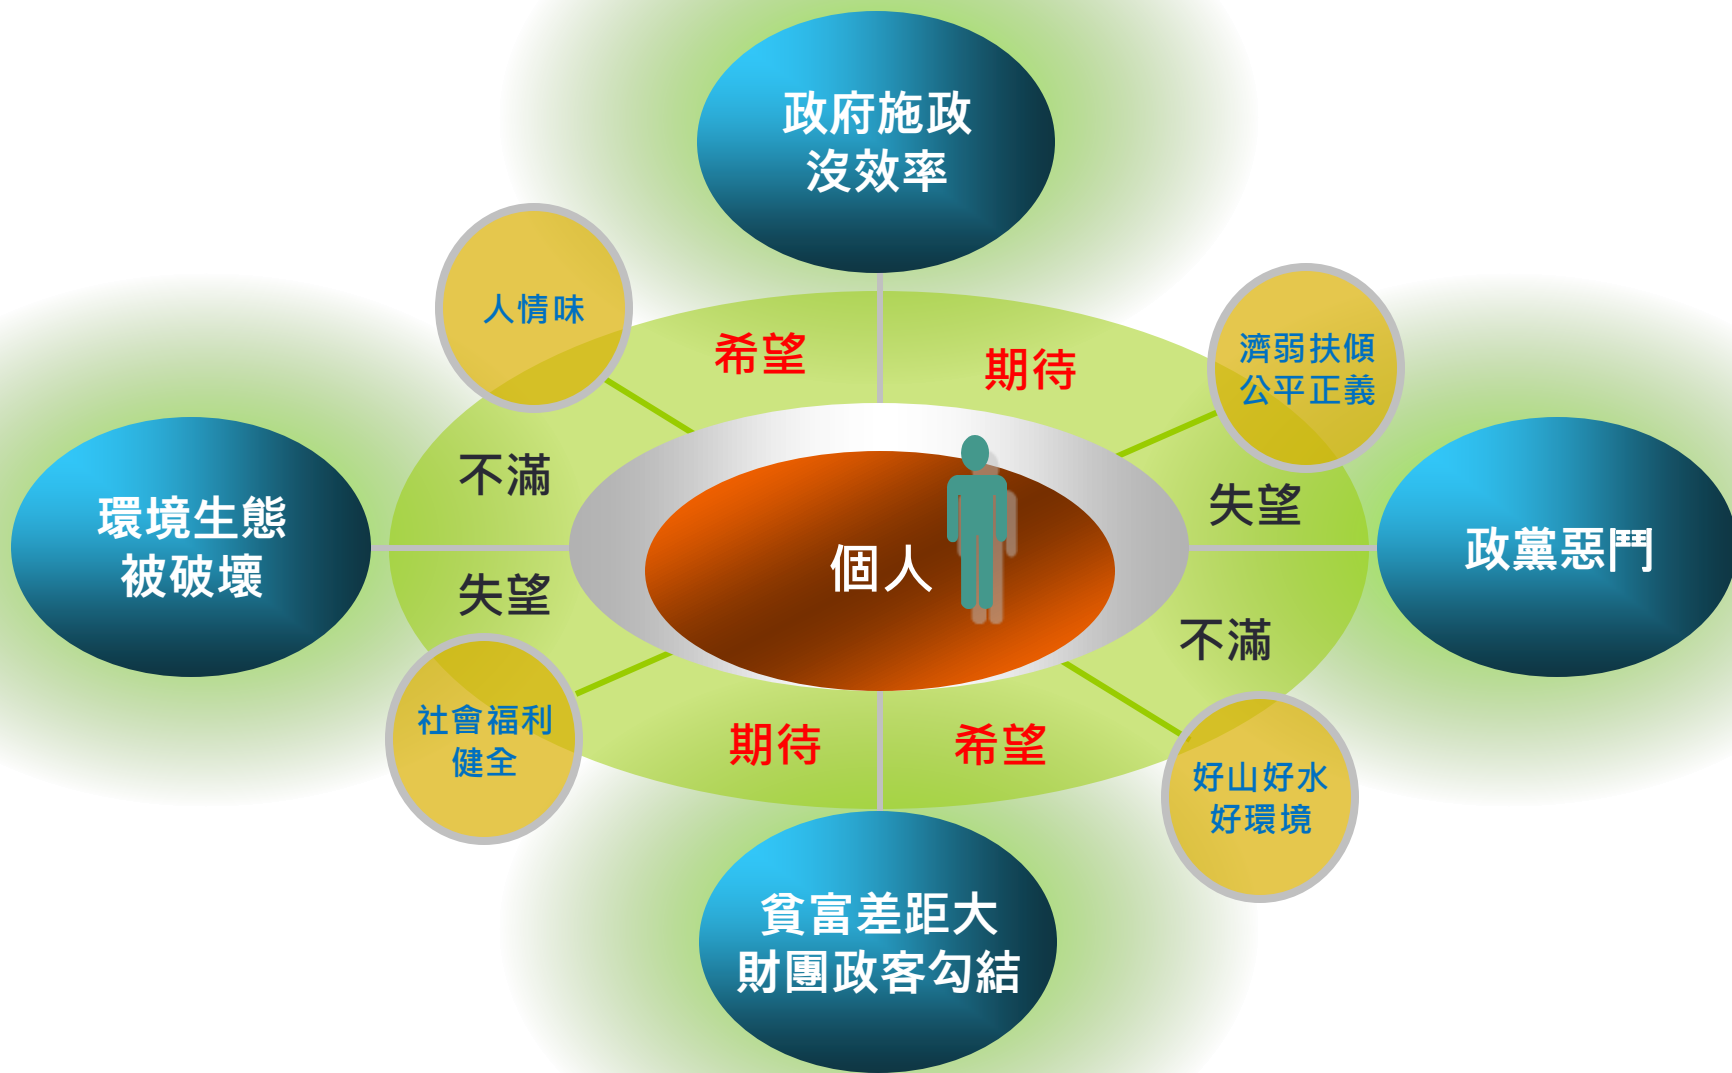 政府施政
沒效率
人情味
希望
期待
濟弱扶傾
公平正義
不滿
失望
環境生態
被破壞
個人
政黨惡鬥
失望
不滿
社會福利
健全
期待
希望
好山好水
好環境
貧富差距大
財團政客勾結